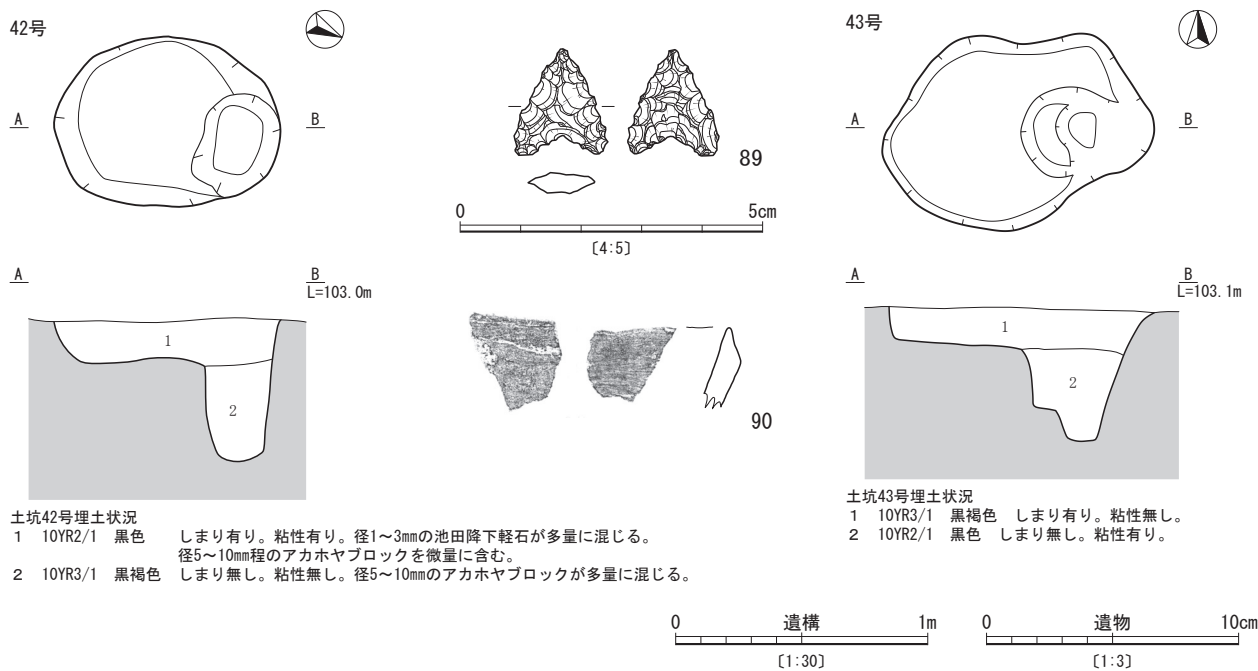 42号
43号
A B
A B
89
0 5cm
[4:5]
A B
L=103.0m
A B
L=103.1m
1
2
90
1
2
土坑42号埋土状況
1 10YR2/1 黒色 しまり有り。粘性有り。径1～3㎜の池田降下軽石が多量に混じる。
径5～10㎜程のアカホヤブロックを微量に含む。
2 10YR3/1 黒褐色 しまり無し。粘性無し。径5～10㎜のアカホヤブロックが多量に混じる。
土坑43号埋土状況
1 10YR3/1 黒褐色 しまり有り。粘性無し。
2 10YR2/1 黒色 しまり無し。粘性有り。
0 遺構 1m
[1:30]
0 遺物 10cm
[1:3]